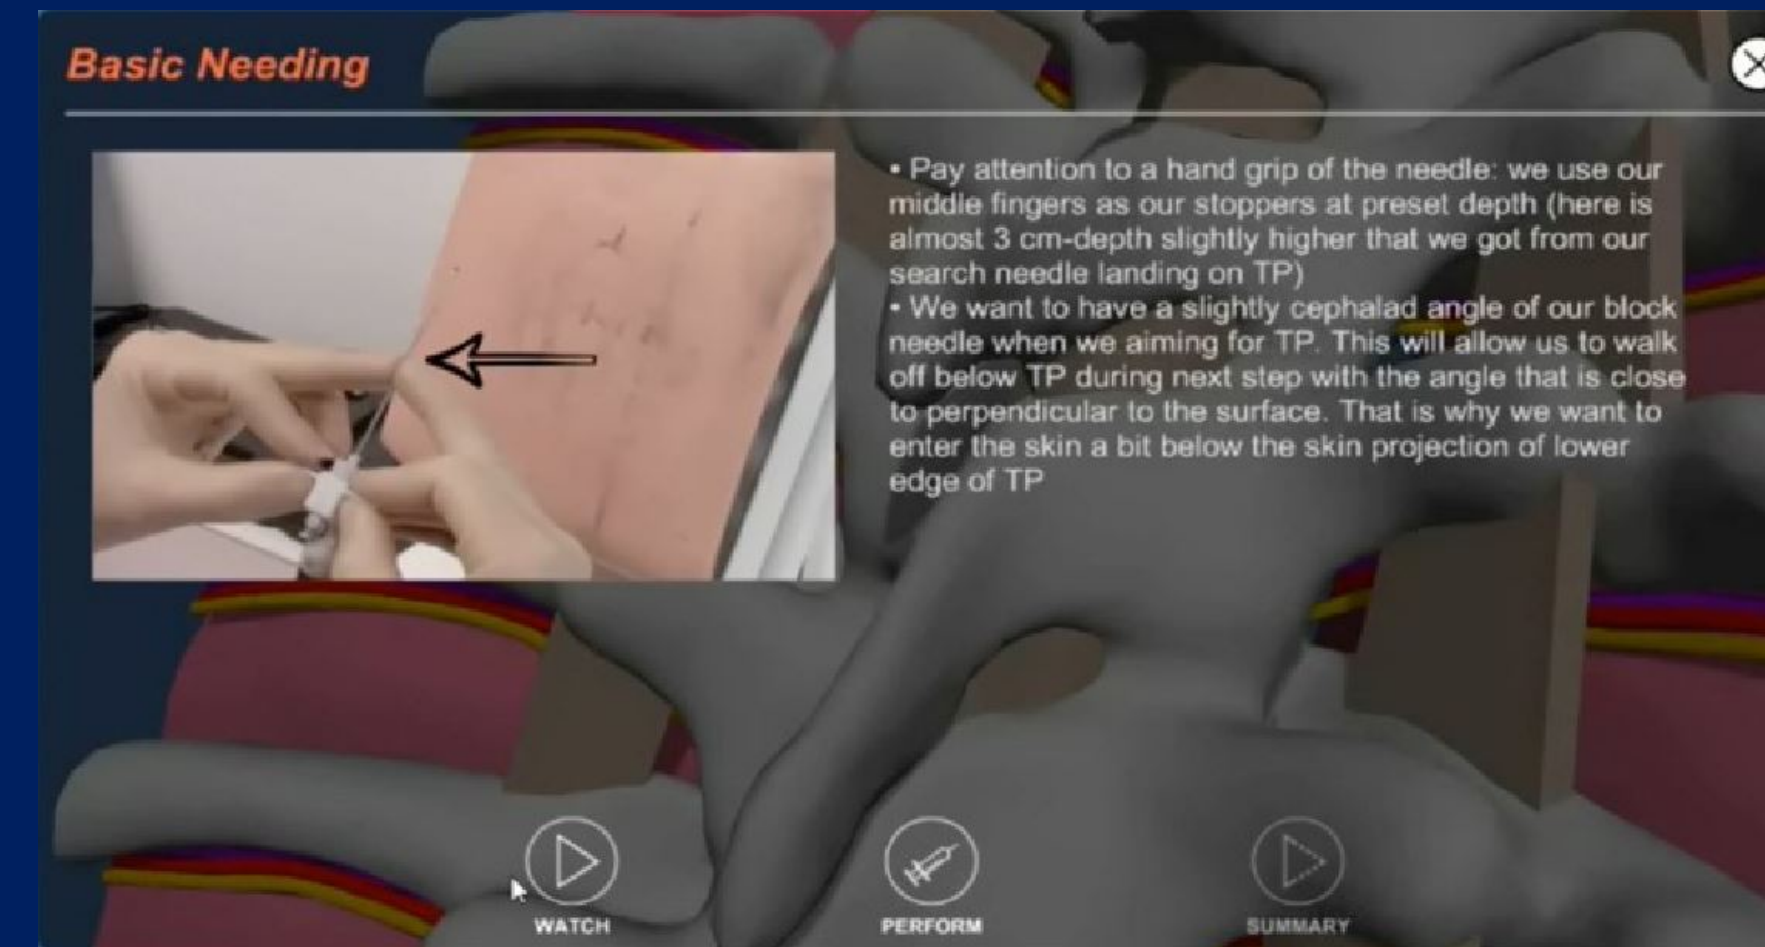 Basic Needing
• Pay attention to a hand grip of the needle: we use our
middle fingers as our stoppers at preset depth (here is
almost 3 cm-depth slightly higher that we got from our
search needle landing on TP)
• We want to have a slightly cephalad angle of our block
needle when we aiming for TP. This will allow us to walk
off below TP during next step with the angle that is close
to perpendicular to the surface. That is why we want to
enter the skin a bit below the skin projection of lower
edge of TP
WATCH
PERFORM
SUMMARY